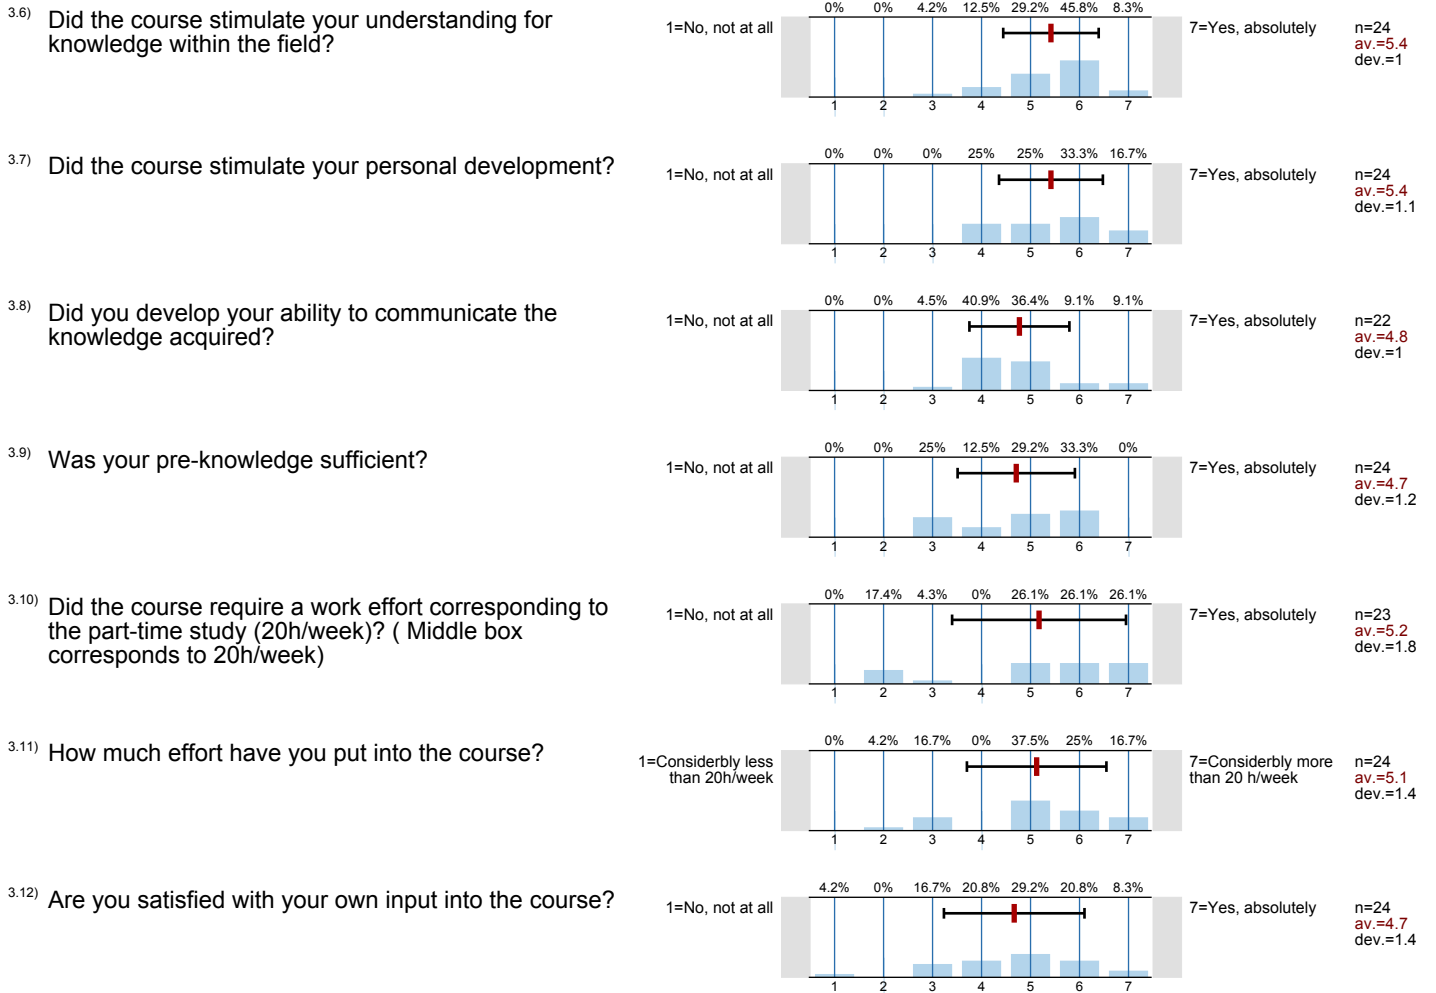 3.6) Did the course stimulate your understanding for
knowledge within the field?
1=No, not at all
0% 0% 4.2% 12.5% 29.2% 45.8% 8.3%
1 2 3 4 5 6 7
7=Yes, absolutely
n=24
av.=5.4
dev.=1
3.7) Did the course stimulate your personal development?
1=No, not at all
0% 0% 0% 25% 25% 33.3% 16.7%
1 2 3 4 5 6 7
7=Yes, absolutely
n=24
av.=5.4
dev.=1.1
3.8) Did you develop your ability to communicate the
knowledge acquired?
1=No, not at all
0% 0% 4.5% 40.9% 36.4% 9.1% 9.1%
1 2 3 4 5 6 7
7=Yes, absolutely
n=22
av.=4.8
dev.=1
3.9) Was your pre-knowledge sufficient?
1=No, not at all
0% 0% 25% 12.5% 29.2% 33.3% 0%
1 2 3 4 5 6 7
7=Yes, absolutely
n=24
av.=4.7
dev.=1.2
3.10) Did the course require a work effort corresponding to
the part-time study (20h/week)? ( Middle box
corresponds to 20h/week)
1=No, not at all
0% 17.4% 4.3% 0% 26.1% 26.1% 26.1%
1 2 3 4 5 6 7
7=Yes, absolutely
n=23
av.=5.2
dev.=1.8
3.11) How much effort have you put into the course?
1=Considerbly less
than 20h/week
0% 4.2% 16.7% 0% 37.5% 25% 16.7%
1 2 3 4 5 6 7
7=Considerbly more
than 20 h/week
n=24
av.=5.1
dev.=1.4
3.12) Are you satisfied with your own input into the course?
1=No, not at all
4.2% 0% 16.7% 20.8% 29.2% 20.8% 8.3%
1 2 3 4 5 6 7
7=Yes, absolutely
n=24
av.=4.7
dev.=1.4